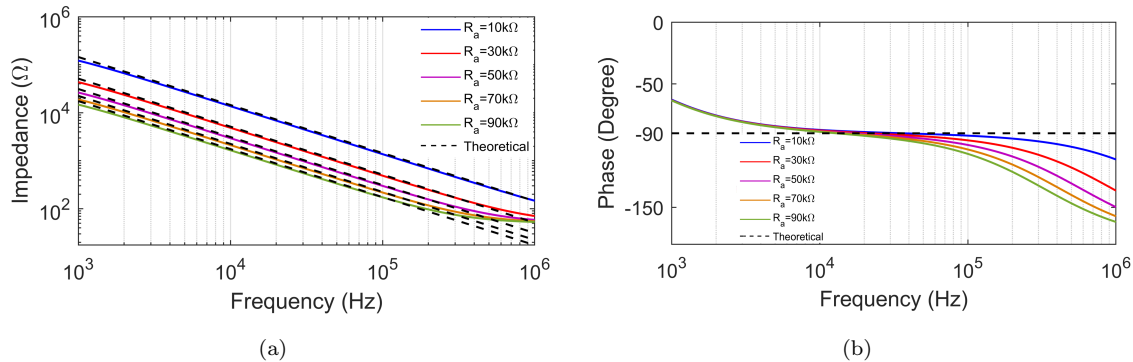 10^6
10^4
10^2
Impedance (Ω)
R_a=10kΩ
R_a=30kΩ
R_a=50kΩ
R_a=70kΩ
R_a=90kΩ
Theoretical
10^3 10^4 10^5 10^6
Frequency (Hz)
(a)
0
-50
-90
-150
Phase (Degree)
R_a=10kΩ
R_a=30kΩ
R_a=50kΩ
R_a=70kΩ
R_a=90kΩ
Theoretical
10^3 10^4 10^5 10^6
Frequency (Hz)
(b)